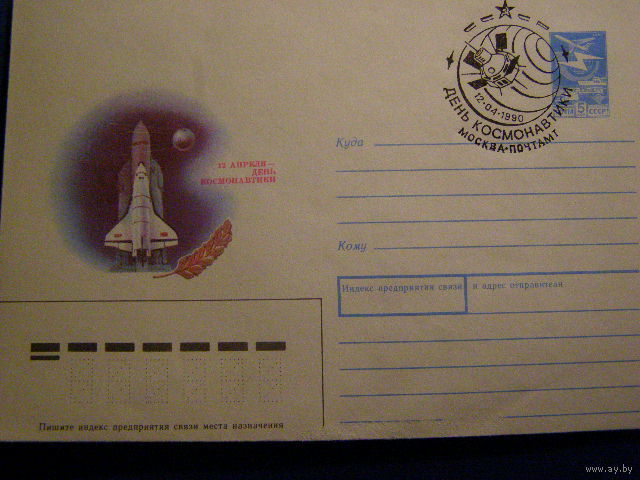 ДЕНЬ КОСМОНАВТИКИ
12-04-1990
МОСКВА-ПОЧТАМТ
5
СССР
Куда
12 АПРЕЛЯ—
ДЕНЬ
КОСМОНАВТИКИ
Кому
Индекс предприятия связи и адрес отправителя
Пишите индекс предприятия связи места назначения
www.ay.by